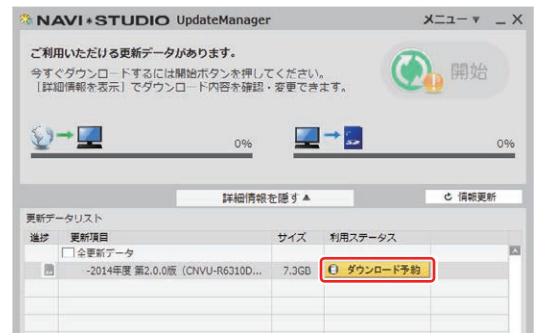 NAVI*STUDIO UpdateManager メニュー ▼ _ X
ご利用いただける更新データがあります。
今すぐダウンロードするには開始ボタンを押してください。
[詳細情報を表示] でダウンロード内容を確認・変更できます。
開始
0% 0%
詳細情報を隠す▲ 情報更新
更新データリスト
進捗 更新項目 サイズ 利用ステータス
全更新データ
-2014年度 第2.0.0版 (CNVU-R6310D... 7.3GB ダウンロード予約